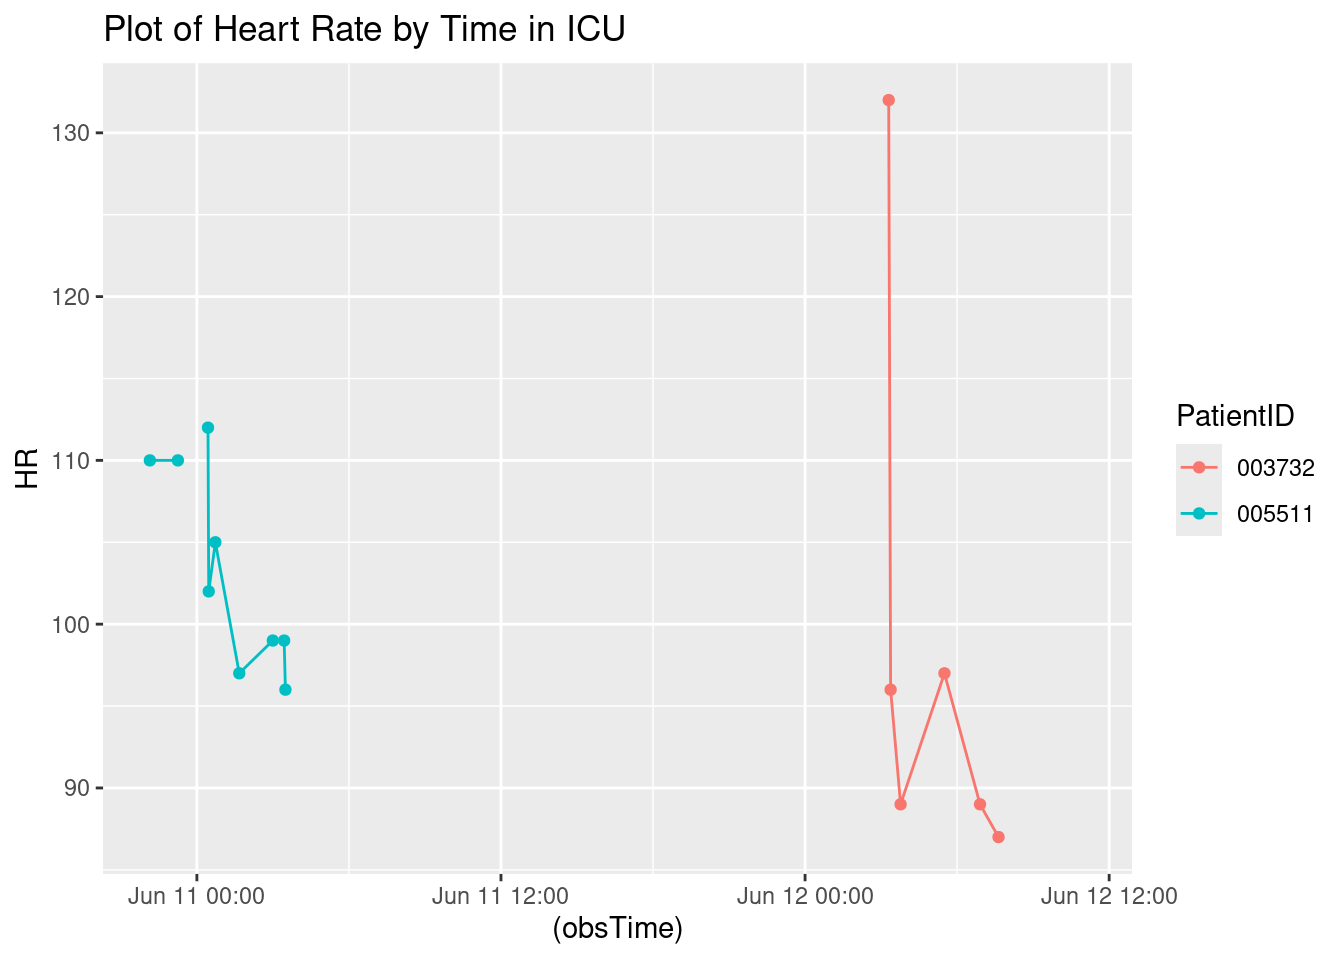 Plot of Heart Rate by Time in ICU
130
120
110
100
90
HR
Jun 11 00:00
Jun 11 12:00
Jun 12 00:00
Jun 12 12:00
(obsTime)
PatientID
003732
005511